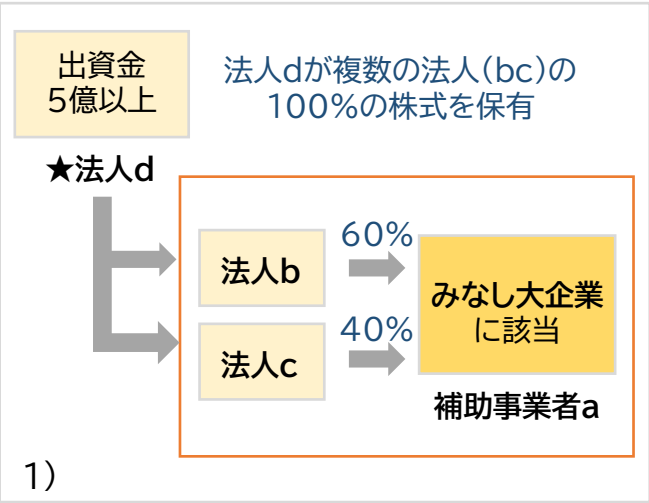 出資金
5億以上
法人dが複数の法人(bc)の
100%の株式を保有
★法人d
法人b
60%
法人c
40%
みなし大企業
に該当
補助事業者a
1)